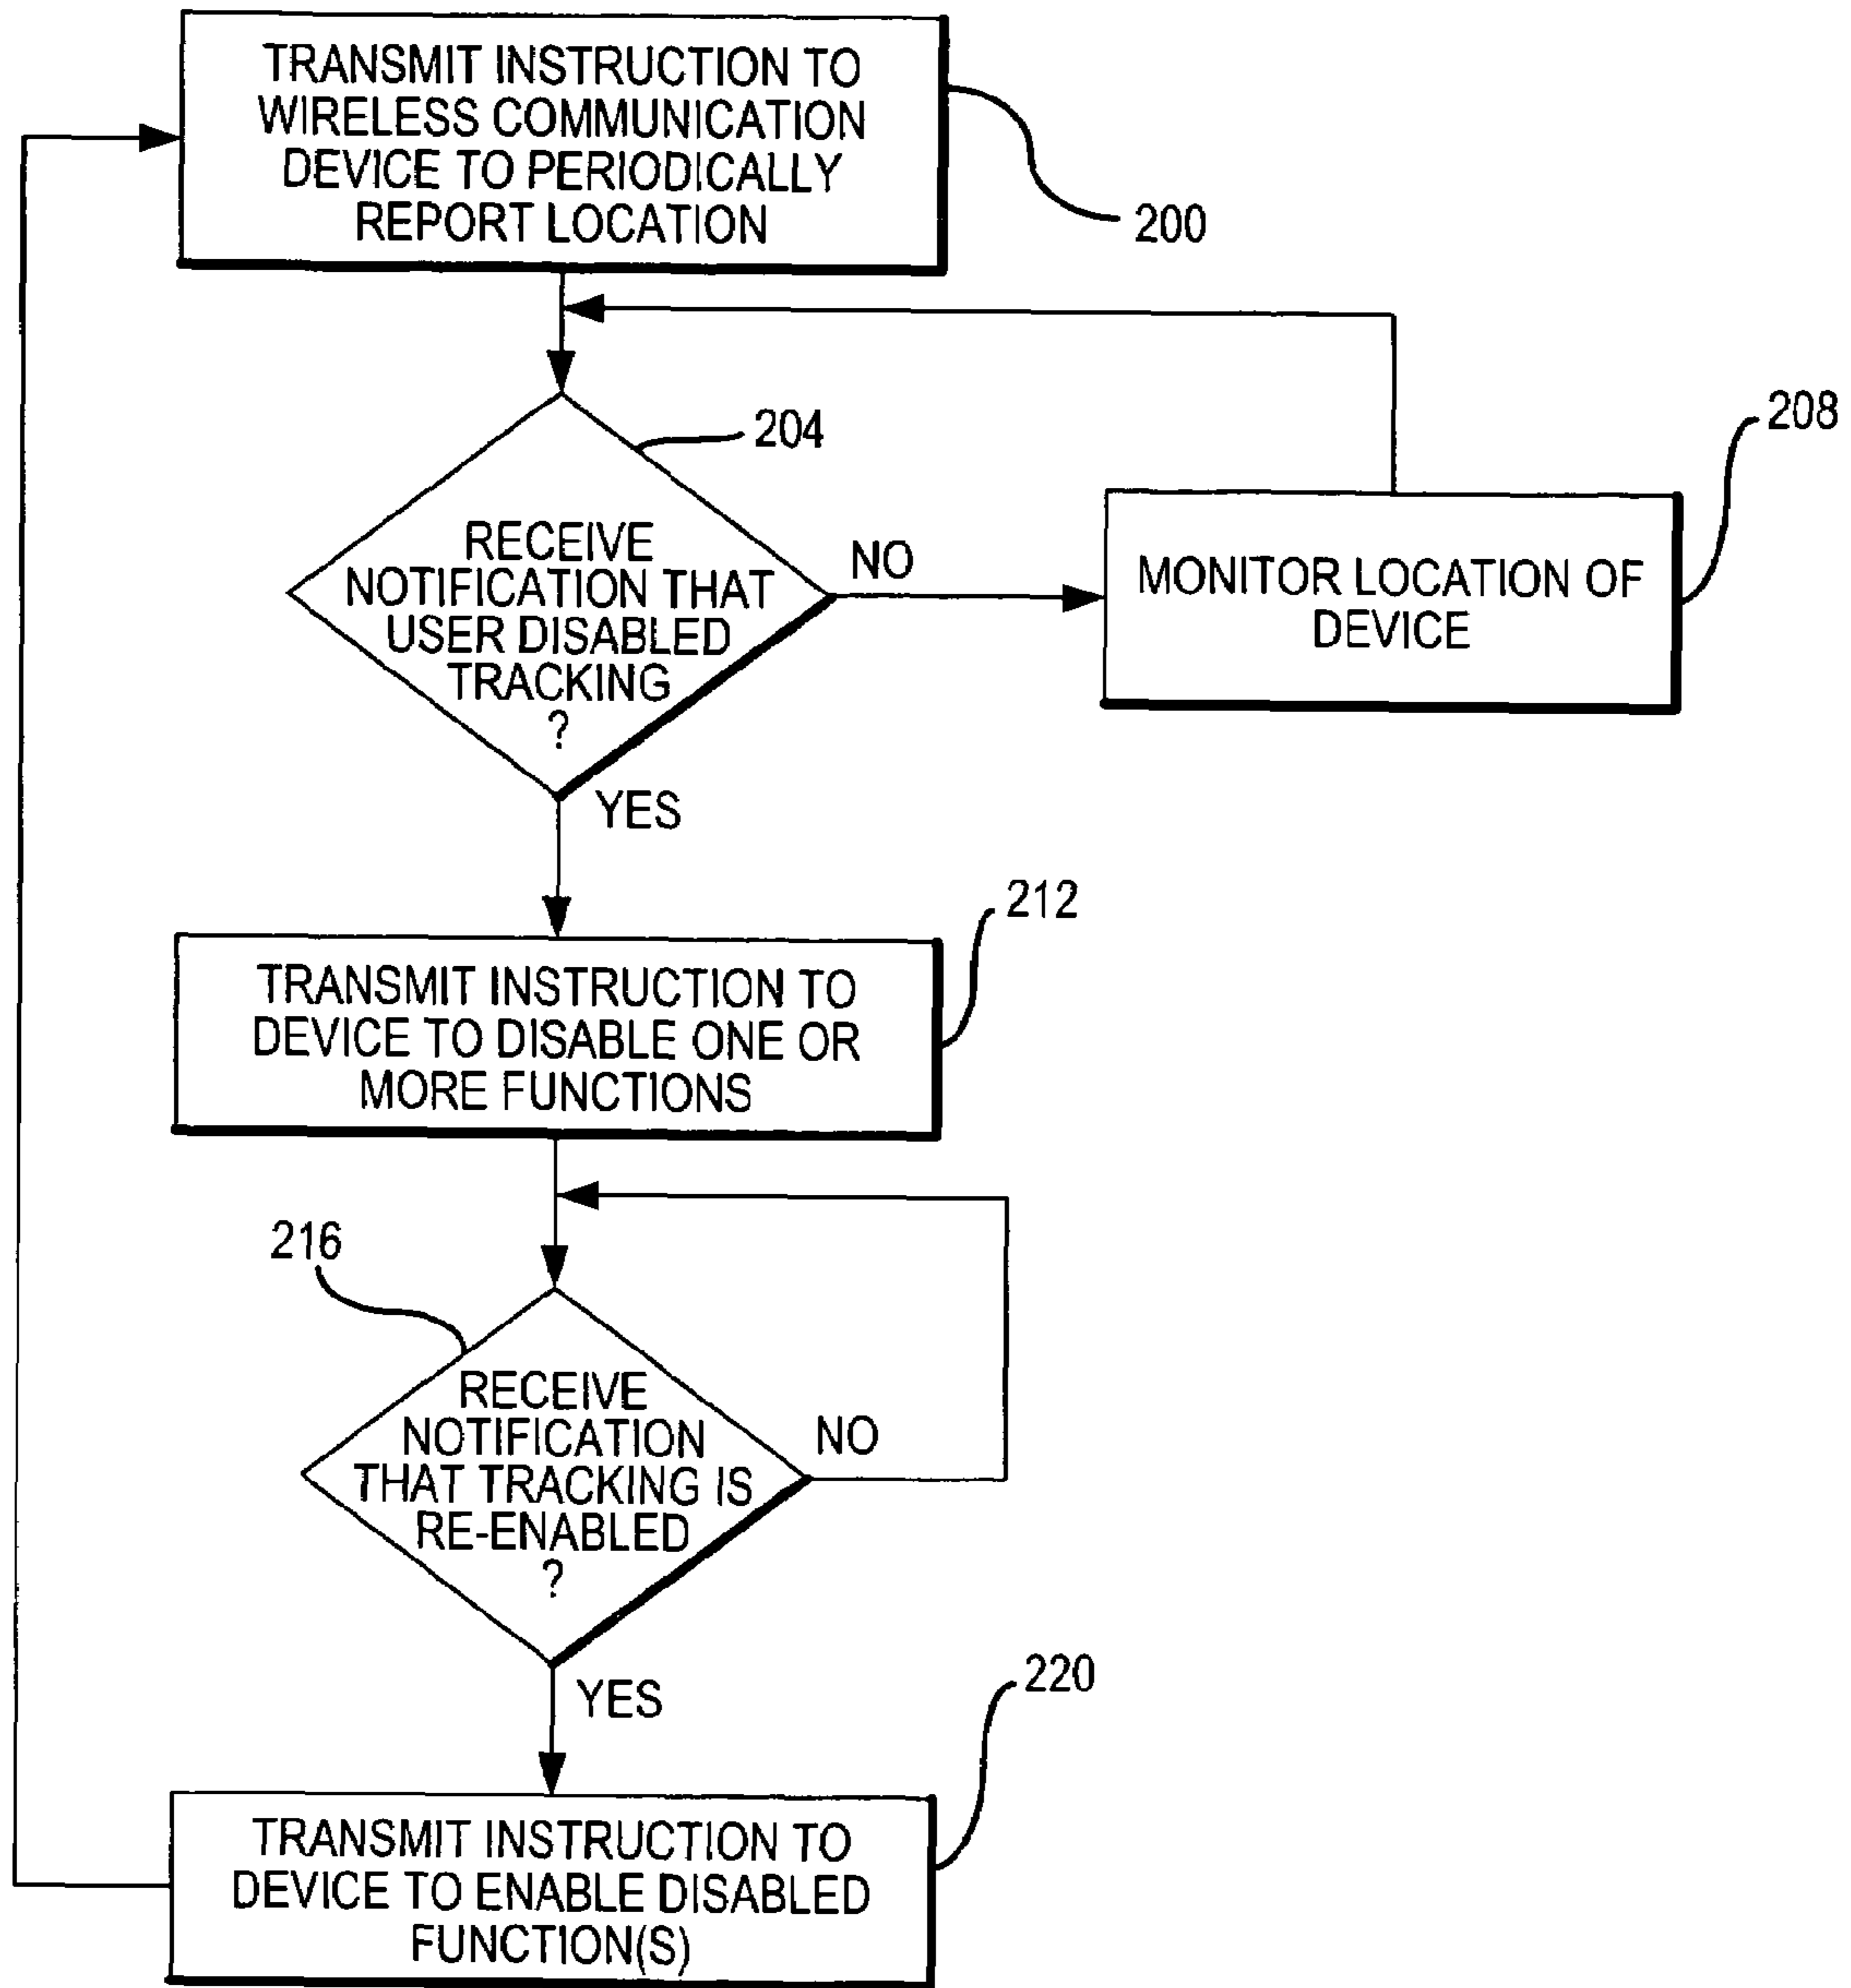 TRANSMIT INSTRUCTION TO
WIRELESS COMMUNICATION
DEVICE TO PERIODICALLY
REPORT LOCATION
200
204
RECEIVE
NOTIFICATION THAT
USER DISABLED
TRACKING
?
NO
208
MONITOR LOCATION OF
DEVICE
YES
212
TRANSMIT INSTRUCTION TO
DEVICE TO DISABLE ONE OR
MORE FUNCTIONS
216
RECEIVE
NOTIFICATION
THAT TRACKING IS
RE-ENABLED
?
NO
YES
220
TRANSMIT INSTRUCTION TO
DEVICE TO ENABLE DISABLED
FUNCTION(S)